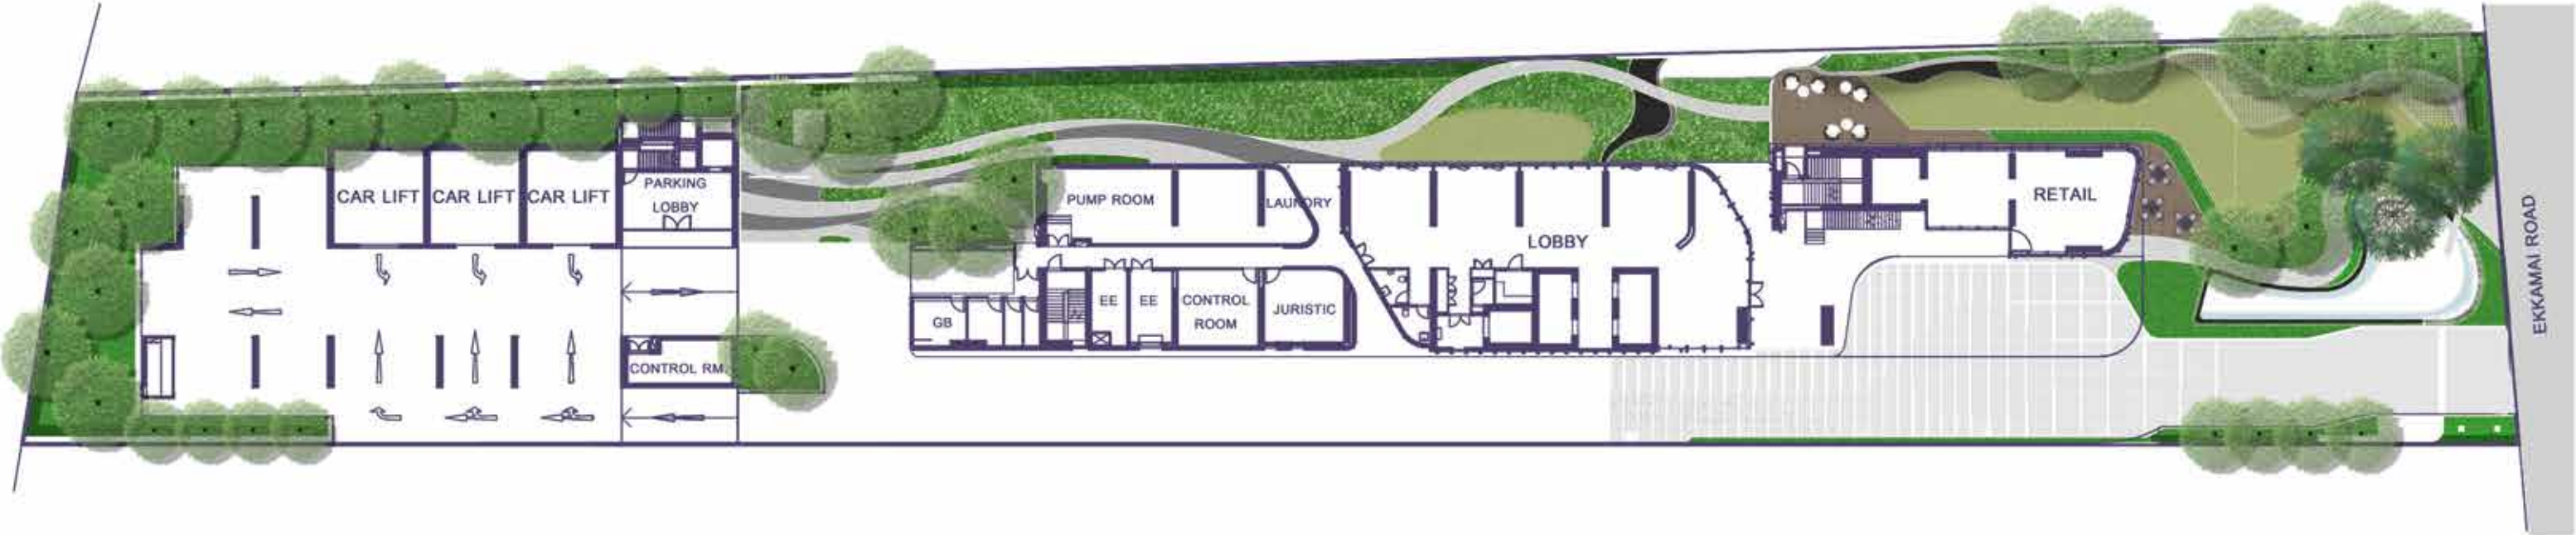 CAR LIFT
CAR LIFT
CAR LIFT
PARKING
LOBBY
CONTROL RM.
PUMP ROOM
LAUNDRY
GB
EE
EE
CONTROL
ROOM
JURISTIC
LOBBY
RETAIL
EKKAMAI ROAD